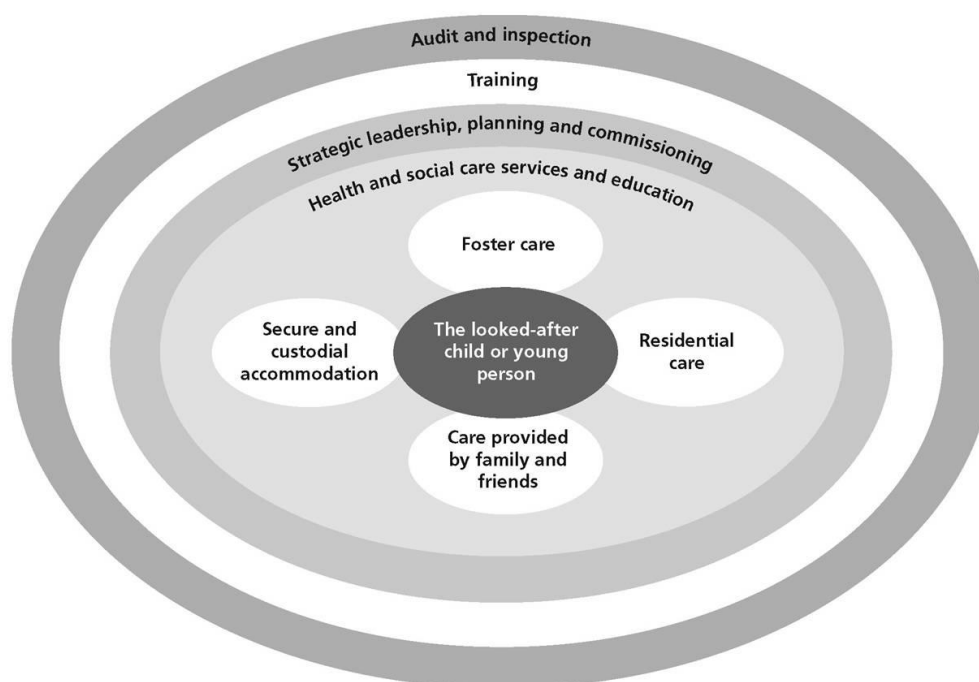 Audit and inspection
Training
Strategic leadership, planning and commissioning
Health and social care services and education
Foster care
Secure and
custodial
accommodation
The looked-after
child or young
person
Residential
care
Care provided
by family and
friends